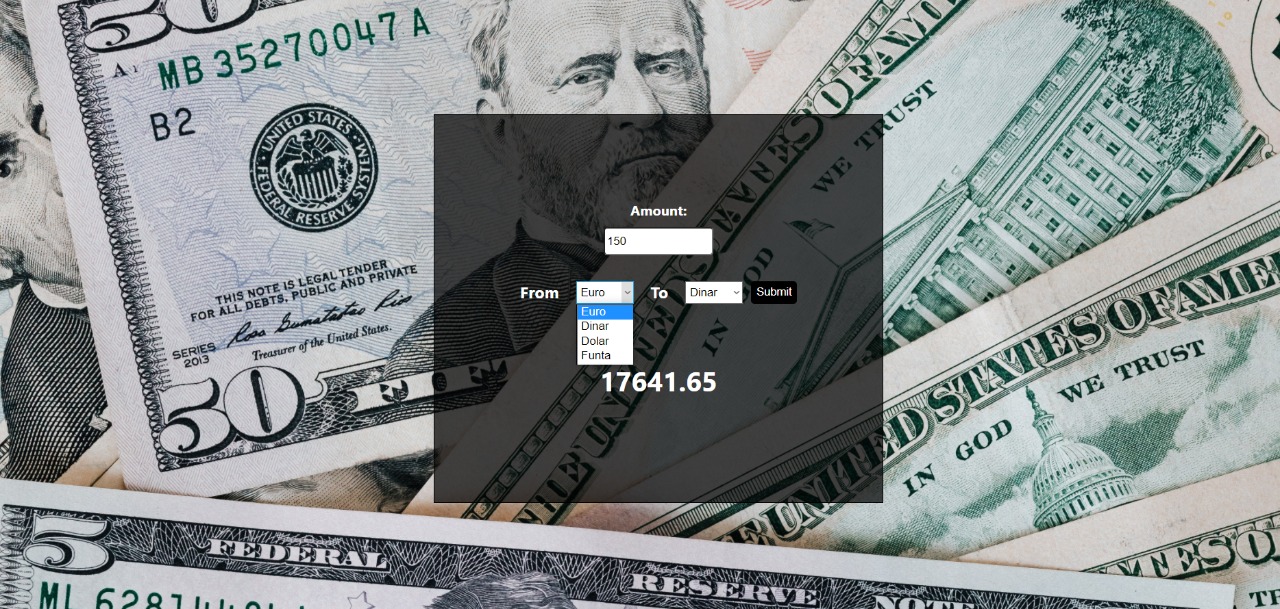 50
MB 35270047 A
B2
UNITED STATES
FEDERAL RESERVE SYSTEM
THIS NOTE IS LEGAL TENDER
FOR ALL DEBTS, PUBLIC AND PRIVATE
Treasurer of the United States.
SERIES
2013
50
WE TRUST
IN GOD
UNITED STATES OF AMERICA
IN GOD WE TRUST
5
FEDERAL RESERVE NOTE
Amount:
150
From Euro To Dinar Submit
Euro
Dinar
Dolar
Funta
17641.65